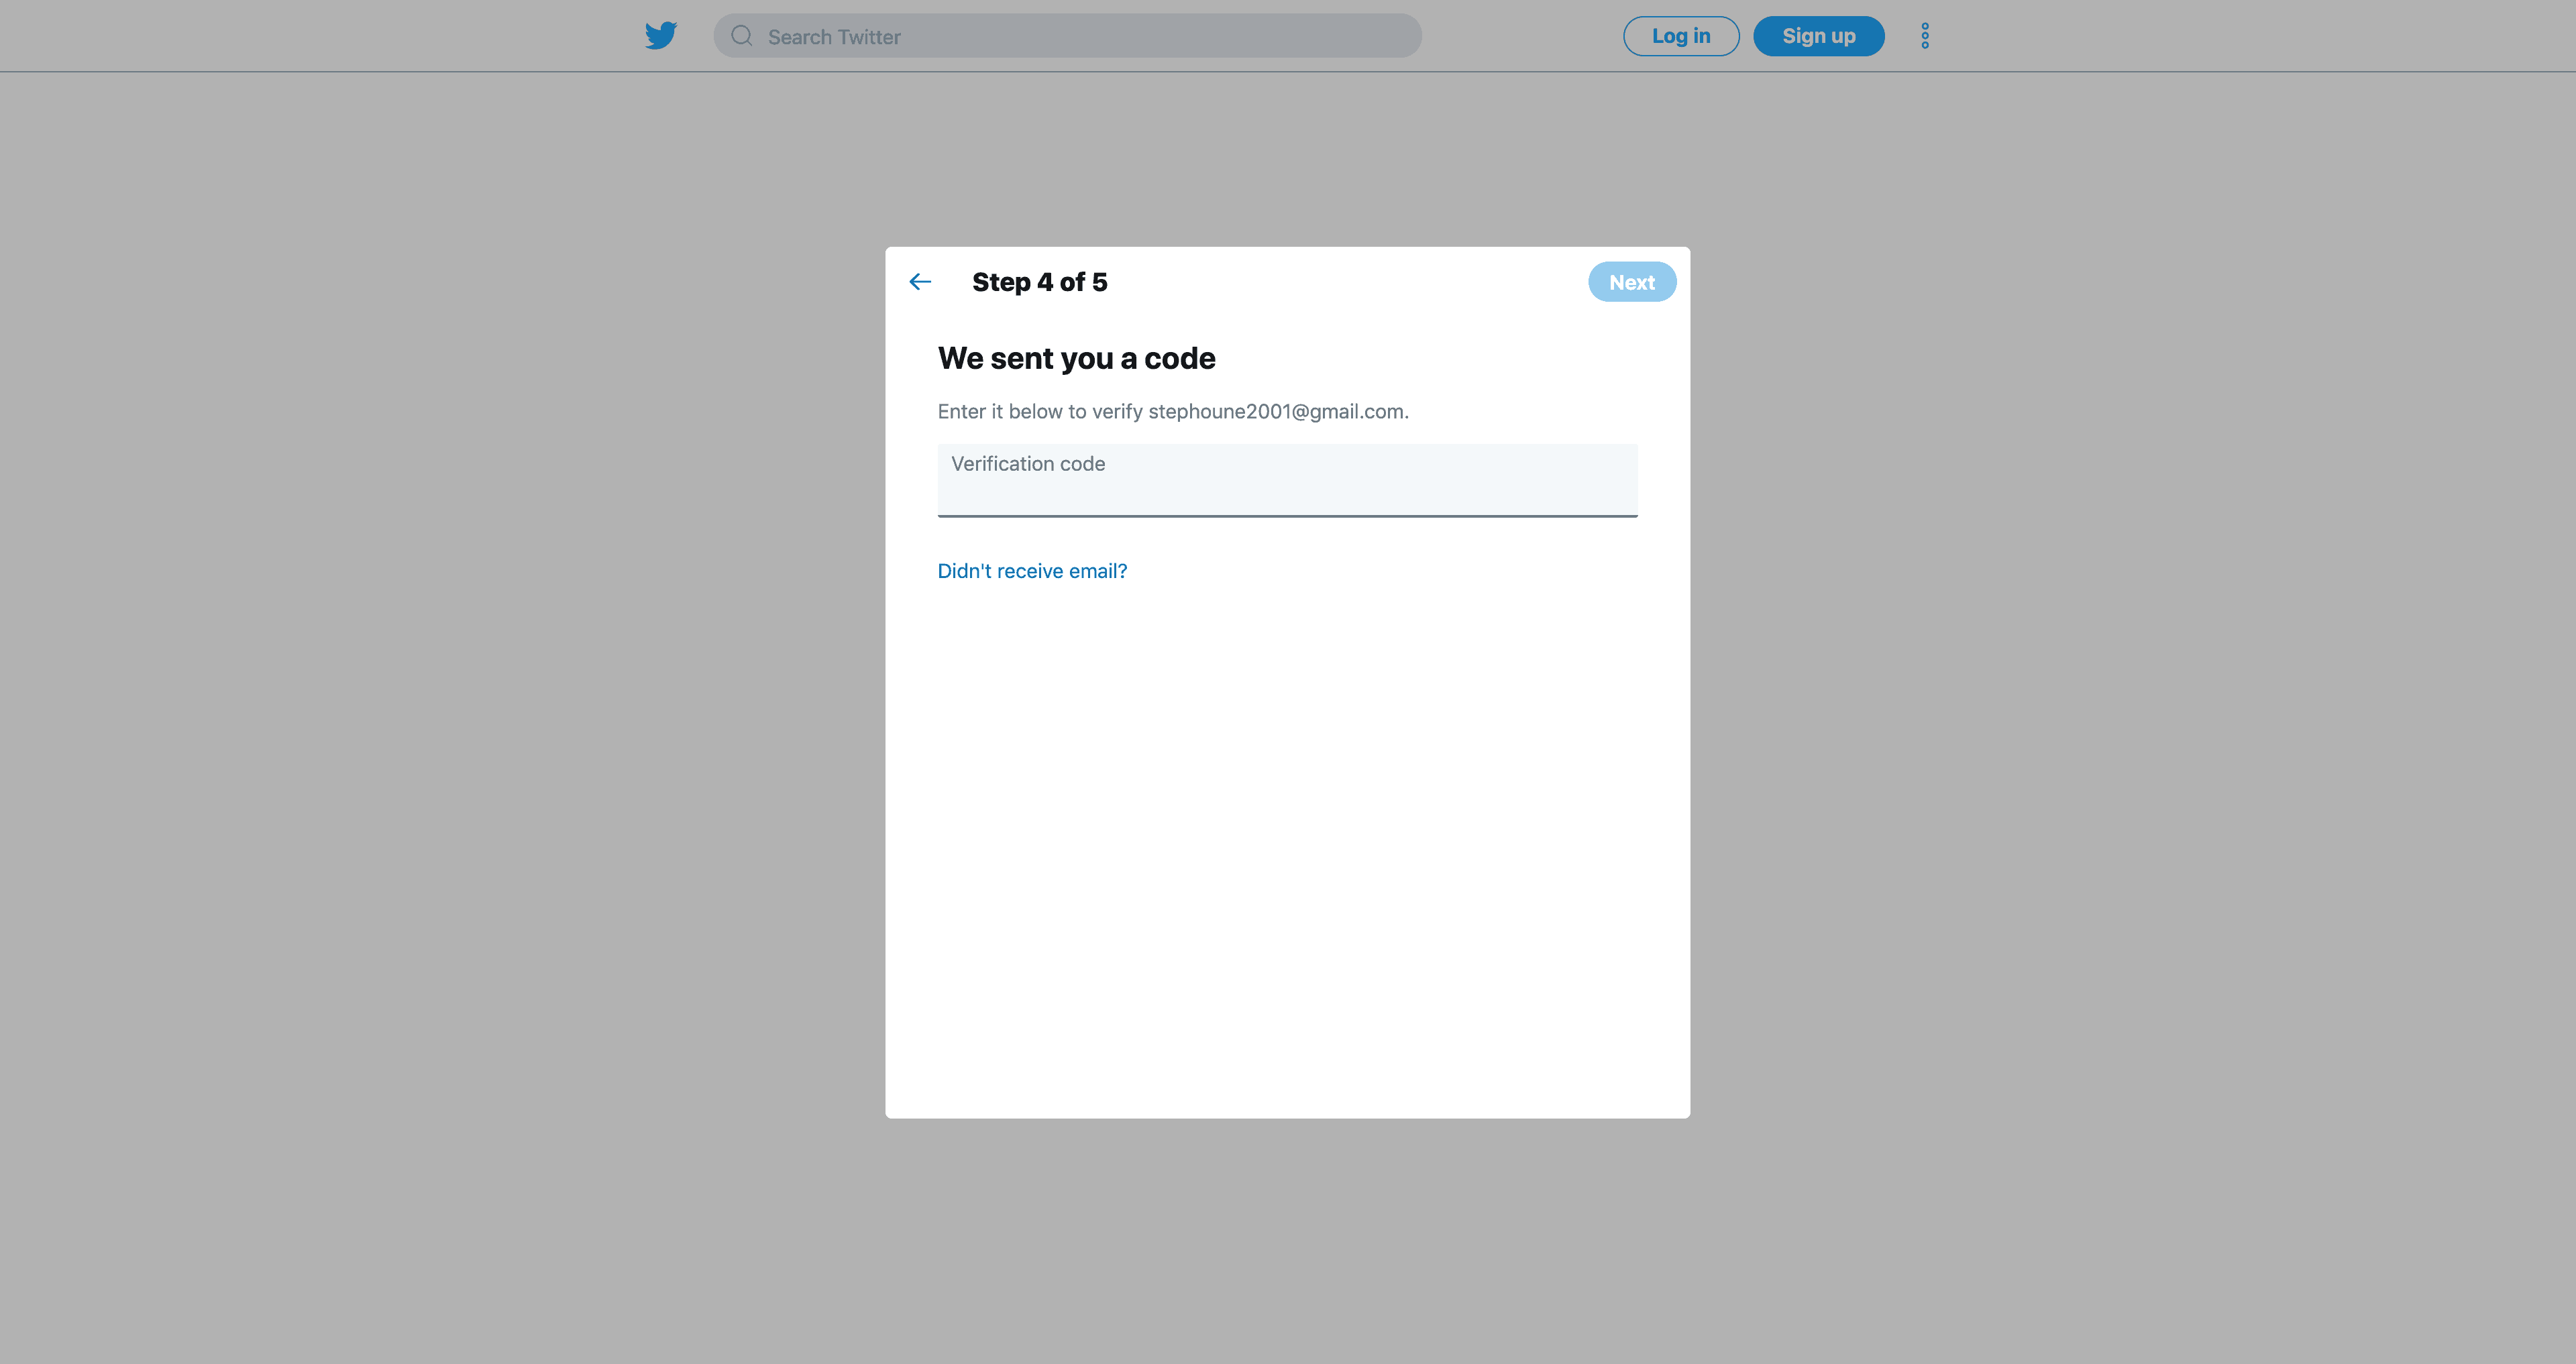 Search Twitter
Log in
Sign up
Step 4 of 5
Next
We sent you a code
Enter it below to verify stephoune2001@gmail.com.
Verification code
Didn't receive email?